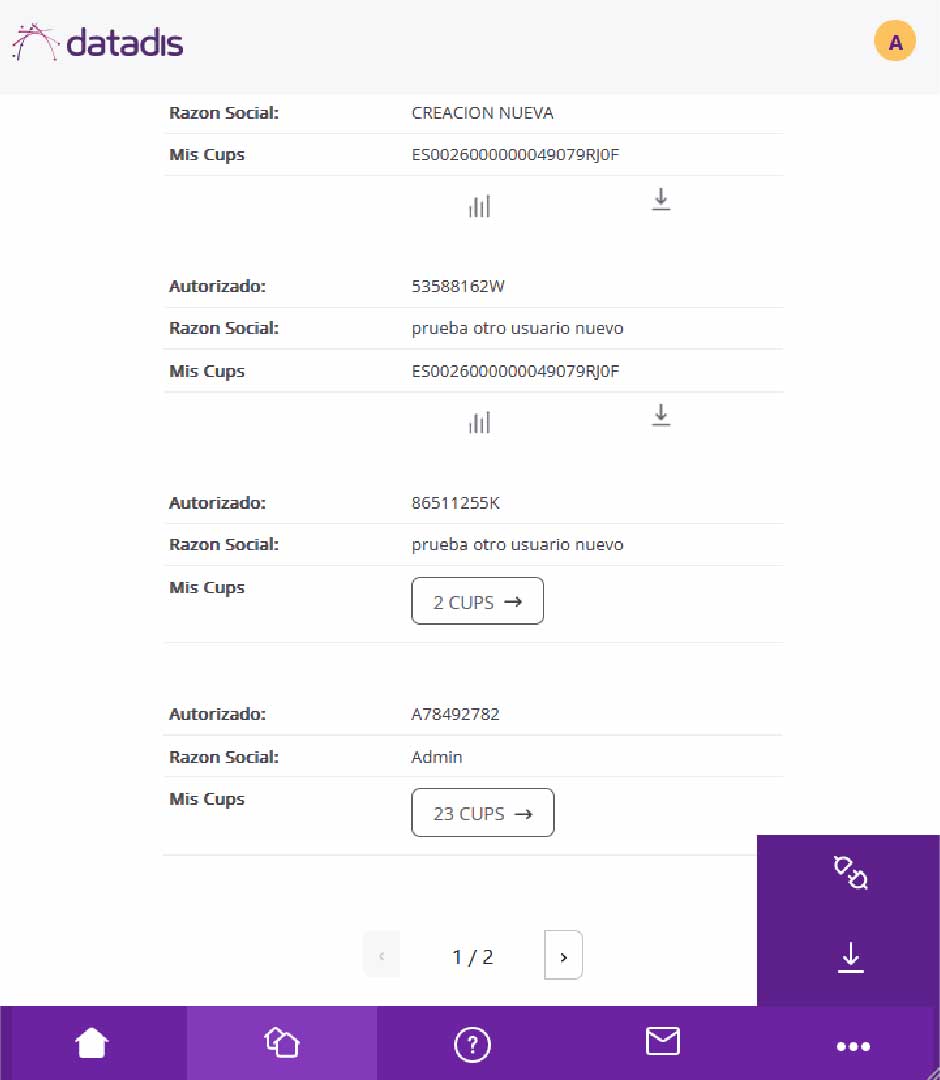 datadis
A
Razon Social: CREACION NUEVA
Mis Cups ES0026000000049079RJ0F
Autorizado: 53588162W
Razon Social: prueba otro usuario nuevo
Mis Cups ES0026000000049079RJ0F
Autorizado: 86511255K
Razon Social: prueba otro usuario nuevo
Mis Cups 2 CUPS →
Autorizado: A78492782
Razon Social: Admin
Mis Cups 23 CUPS →
‹ 1 / 2 ›
?